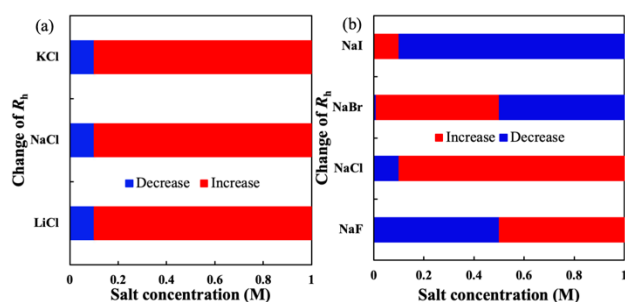 (a)
Change of Rh
KCl
NaCl
LiCl
Decrease Increase
0 0.2 0.4 0.6 0.8 1
Salt concentration (M)
(b)
Change of Rh
NaI
NaBr
Increase Decrease
NaCl
NaF
0 0.2 0.4 0.6 0.8 1
Salt concentration (M)